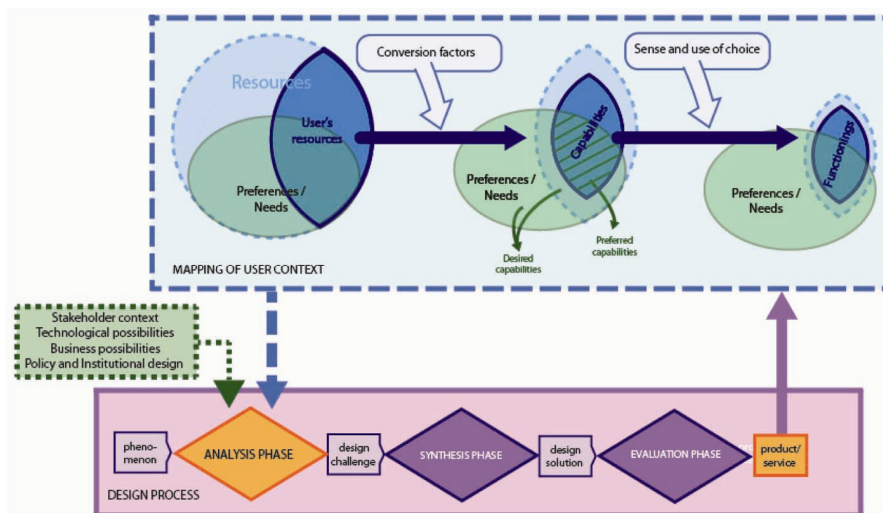 Conversion factors
Sense and use of choice
Resources
User's
resources
Capabilities
Functionings
Preferences /
Needs
Preferences /
Needs
Preferences /
Needs
Desired
capabilities
Preferred
capabilities
MAPPING OF USER CONTEXT
Stakeholder context
Technological possibilities
Business possibilities
Policy and Institutional design
pheno-
menon
ANALYSIS PHASE
design
challenge
SYNTHESIS PHASE
design
solution
EVALUATION PHASE
product/
service
DESIGN PROCESS